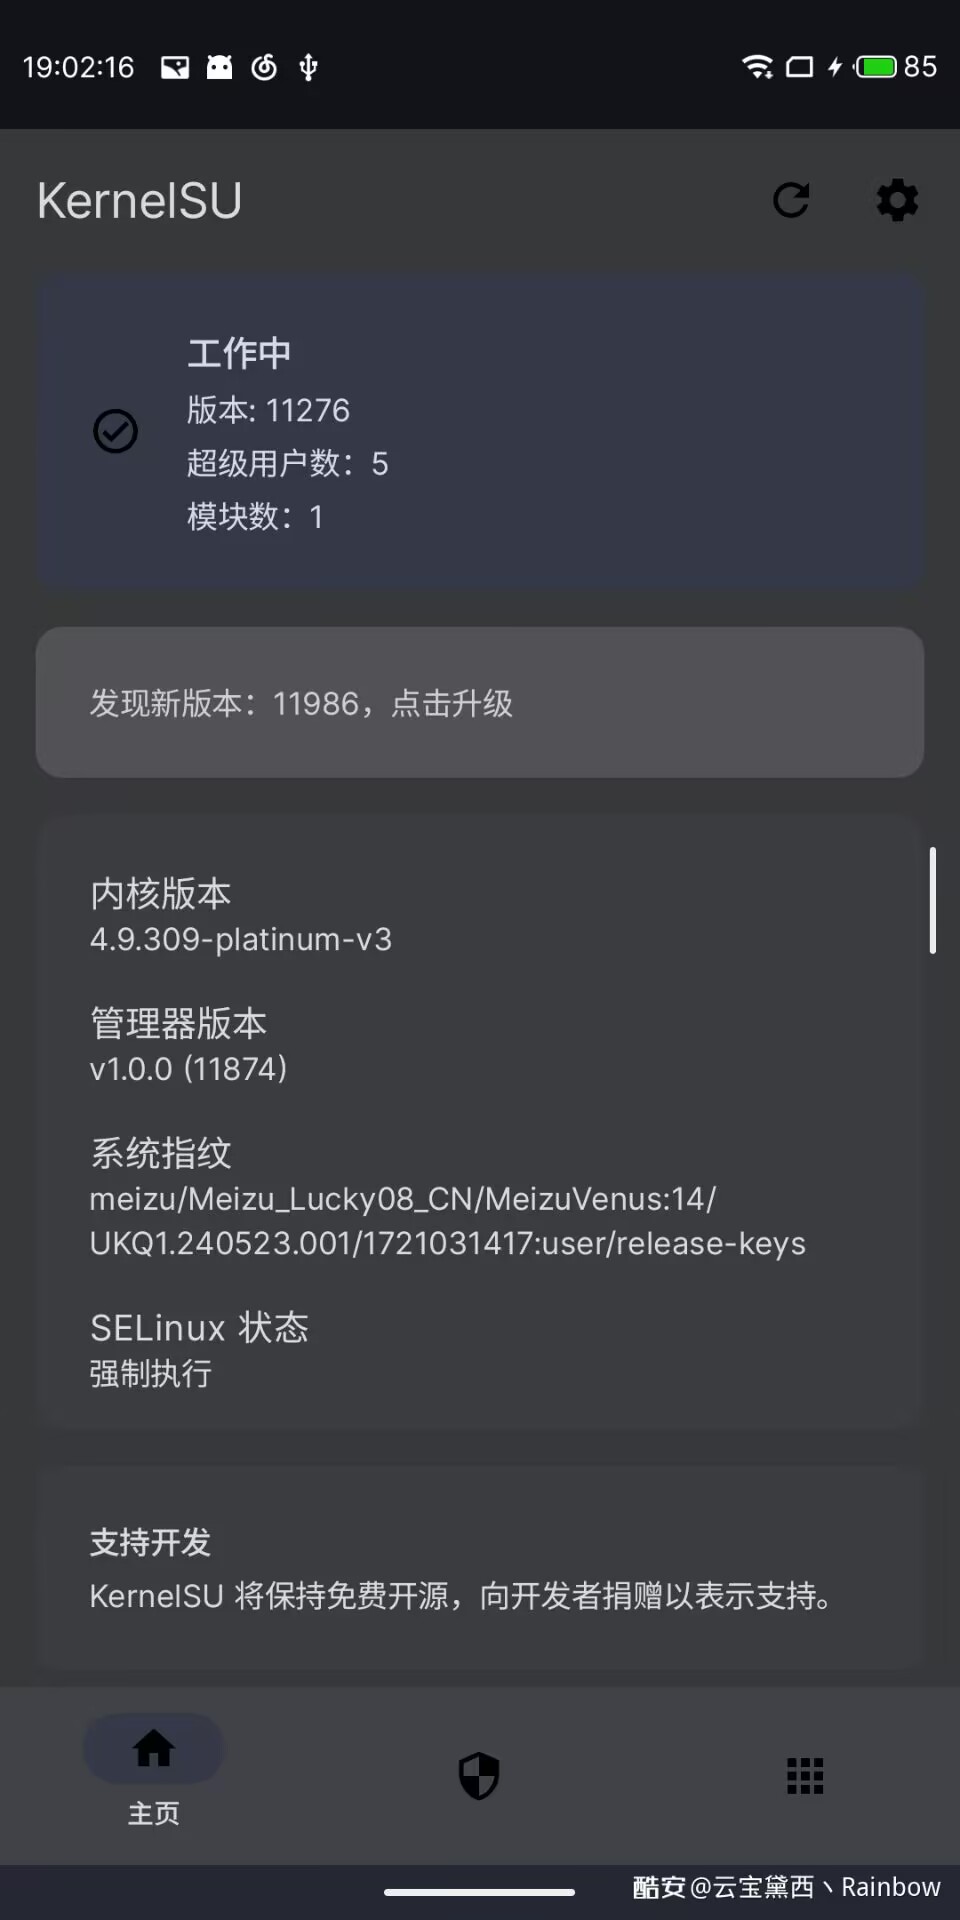 19:02:16
85
KernelSU
工作中
版本: 11276
超级用户数：5
模块数：1
发现新版本：11986，点击升级
内核版本
4.9.309-platinum-v3
管理器版本
v1.0.0 (11874)
系统指纹
meizu/Meizu_Lucky08_CN/MeizuVenus:14/
UKQ1.240523.001/1721031417:user/release-keys
SELinux 状态
强制执行
支持开发
KernelSU 将保持免费开源，向开发者捐赠以表示支持。
主页
酷安@云宝黛西丶Rainbow